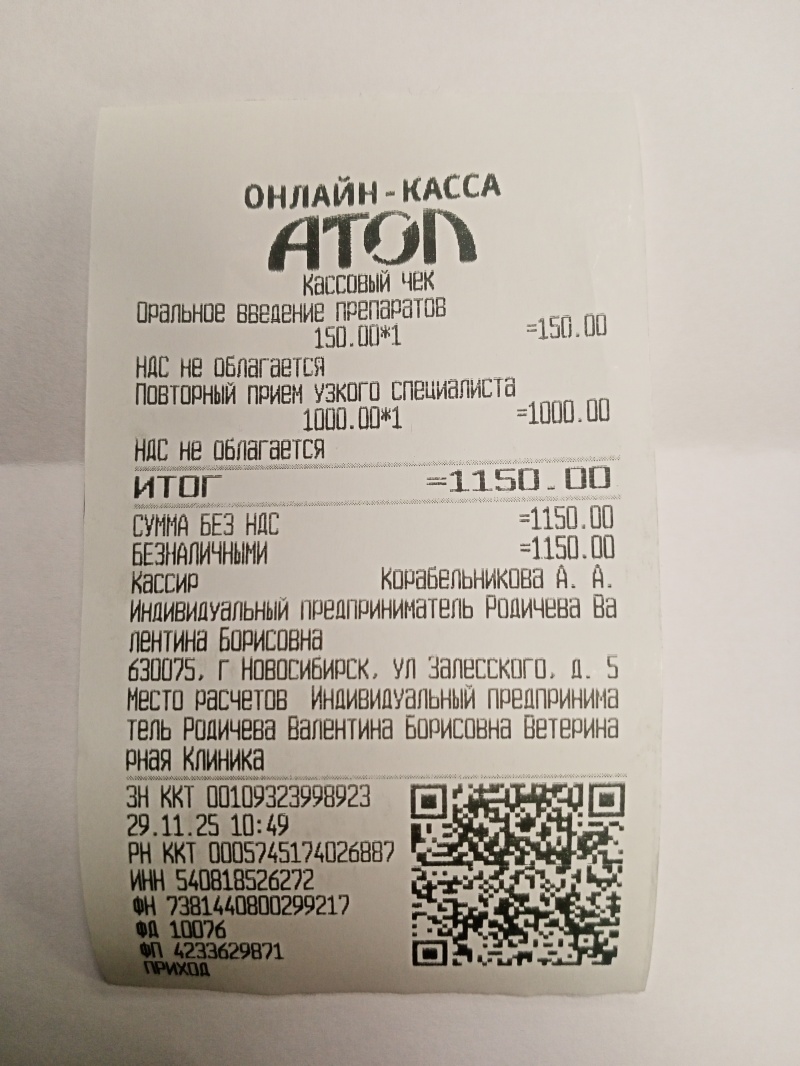 ОНЛАЙН-КАССА
АТОЛ
Кассовый чек
Оральное введение препаратов
150.00*1 =150.00
НДС не облагается
Повторный прием узкого специалиста
1000.00*1 =1000.00
НДС не облагается
ИТОГ =1150.00
СУММА БЕЗ НДС =1150.00
БЕЗНАЛИЧНЫМИ =1150.00
Кассир Корабельникова А. А.
Индивидуальный предприниматель Родичева Ва
лентина Борисовна
630075, г Новосибирск, ул Залесского, д. 5
Место расчетов Индивидуальный предпринима
тель Родичева Валентина Борисовна Ветерина
рная Клиника
ЗН ККТ 00109323998923
29.11.25 10:49
РН ККТ 0005745174026887
ИНН 540818526272
ФН 7381440800299217
ФД 10076
ФП 4233629871
ПРИХОД